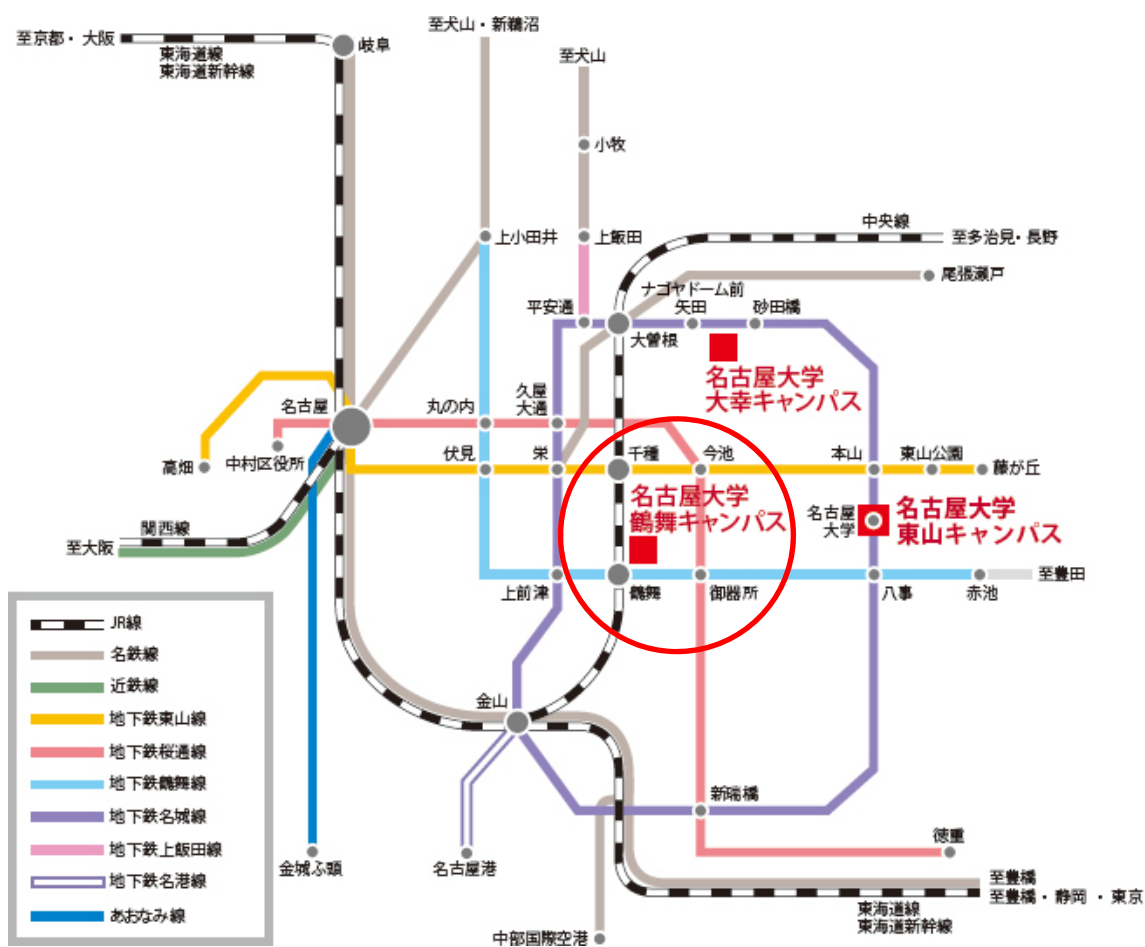 至犬山・新鵜沼
至京都・大阪
東海道線
東海道新幹線
岐阜
至犬山
小牧
中央線
上小田井
上飯田
至多治見・長野
尾張瀬戸
ナゴヤドーム前
矢田
砂田橋
平安通
大曽根
名古屋大学
大幸キャンパス
久屋
大通
名古屋
丸の内
高畑
中村区役所
伏見
栄
千種
今池
本山
東山公園
藤が丘
名古屋大学
鶴舞キャンパス
名古屋
大学
名古屋大学
東山キャンパス
関西線
至大阪
上前津
鶴舞
御器所
八事
赤池
至豊田
JR線
名鉄線
近鉄線
地下鉄東山線
地下鉄桜通線
地下鉄鶴舞線
地下鉄名城線
地下鉄上飯田線
地下鉄名港線
あおなみ線
金山
新瑞橋
金城ふ頭
名古屋港
徳重
至豊橋
至豊橋・静岡・東京
東海道線
東海道新幹線
中部国際空港